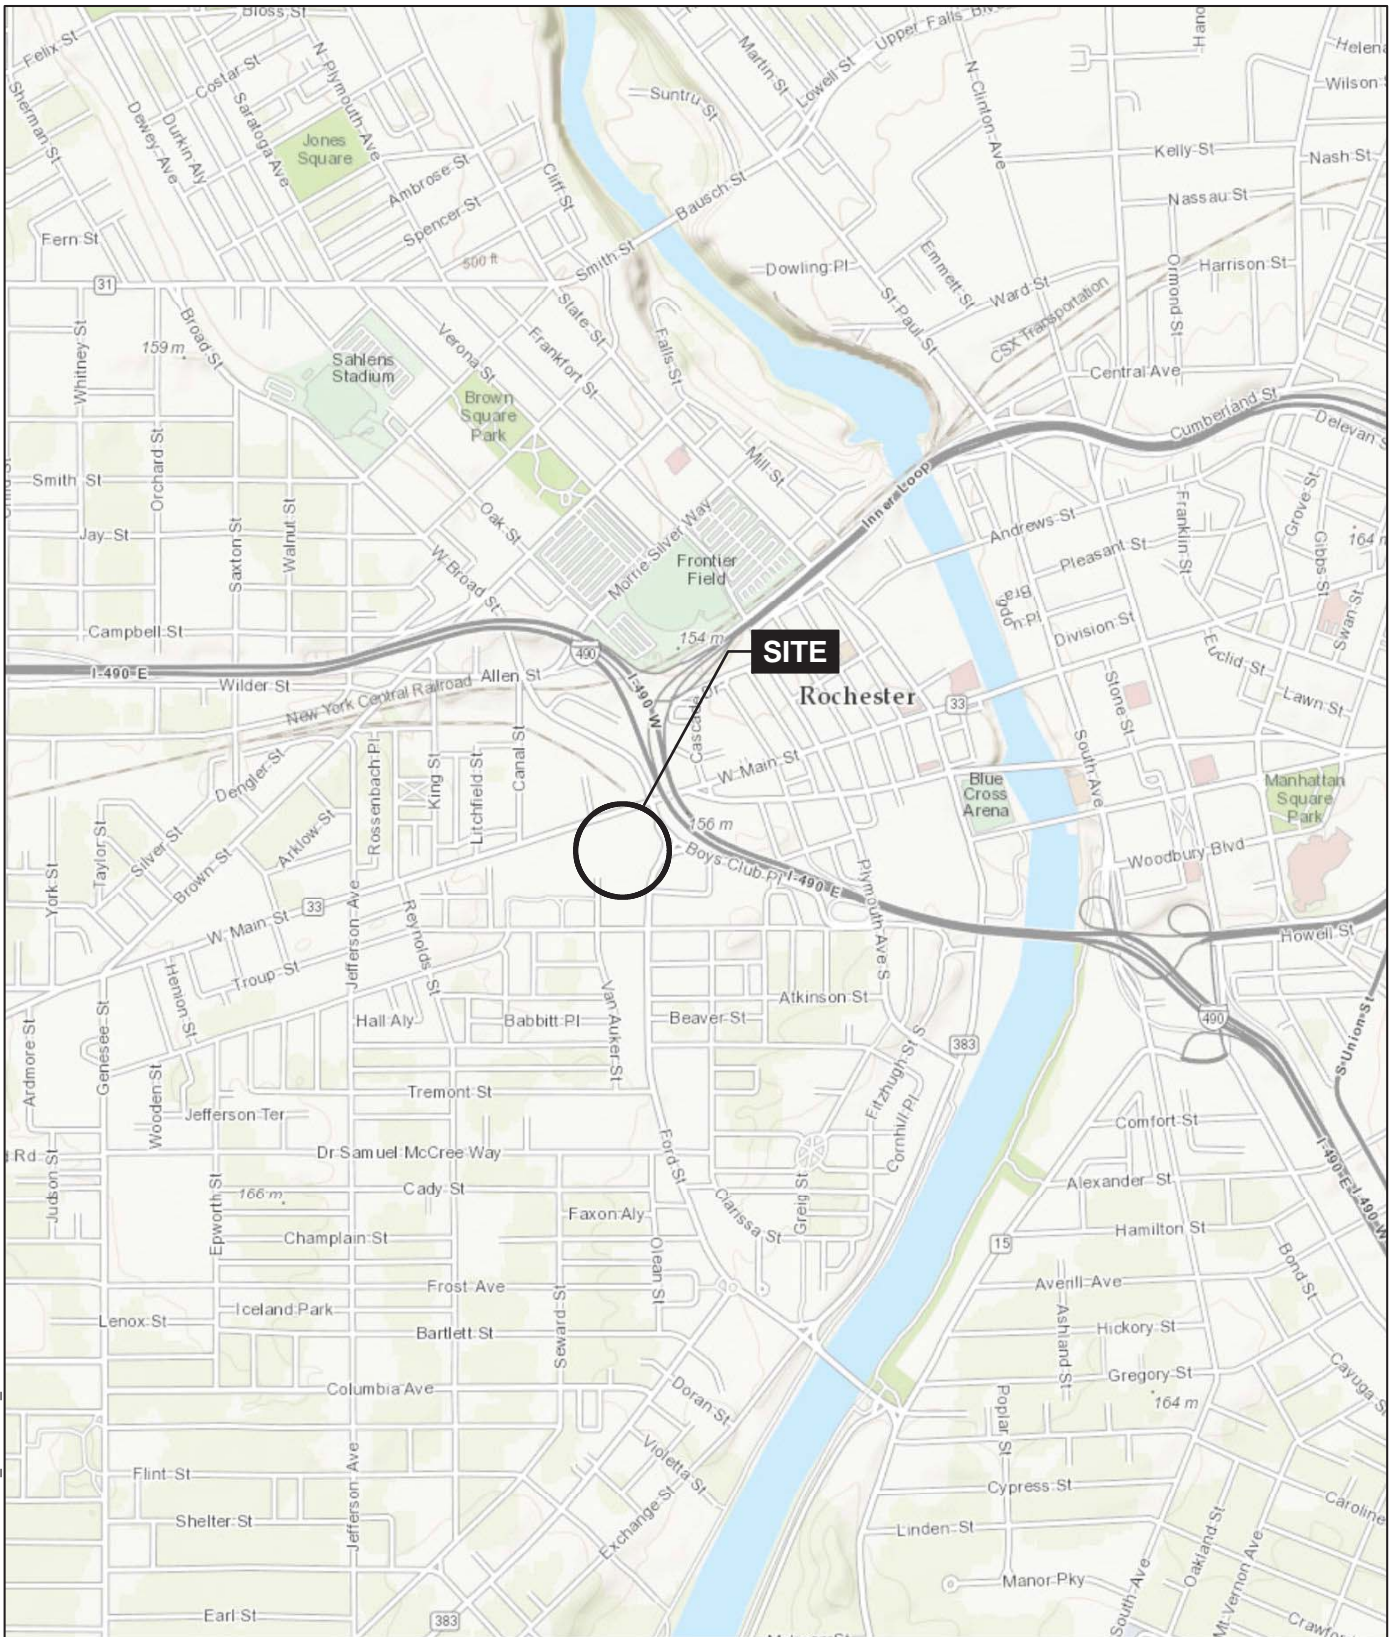 Bloss St
Upper Falls Blvd
Felix St
N Plymouth Ave
Martin St
Helena
Costar St
Lowell St
N Clinton Ave
Wilson S
Sherman St
Dewey Ave
Durkin Aly
Saratoga Ave
Suntru St
Jones
Square
Kelly St
Nash St
Ambrose St
Cliff St
Bausch St
Nassau St
Spencer St
Fern St
500 ft
Smith St
Dowling Pl
Emmett St
Harrison St
31
State St
St Paul St
Ward St
Ormond St
CSX Transportation
Broad St
Whitney St
159 m
Verona St
Frankfort St
Falls St
Sahlens
Stadium
Central Ave
Brown
Square
Park
Cumberland St
Delevan S
Orchard St
Mill St
Smith St
Inner Loop
Saxton St
Walnut St
Oak St
Morrie Silver Way
Andrews St
Franklin St
Grove St
Gibbs St
Jay St
164 m
Pleasant St
W Broad St
Frontier
Field
Bragdon Pl
Swan St
Campbell St
Division St
154 m
SITE
490
Euclid St
I-490 E
Allen St
I-490 W
Wilder St
New York Central Railroad
Cascade Dr
Rochester
33
Stone St
Lawn St
South Ave
W Main St
Dengler St
Rossenbach Pl
King St
Litchfield St
Canal St
Blue
Cross
Arena
Manhattan
Square
Park
156 m
Taylor St
Silver St
Arklow St
Boys Club Pl
I-490 E
Woodbury Blvd
York St
Brown St
Plymouth Ave S
33
W Main St
Jefferson Ave
Reynolds St
Howell St
Troup St
Henion St
Van Auker St
Atkinson St
Hall Aly
Babbitt Pl
Beaver St
490
383
S Union St
Ardmore St
Genesee St
Fitzhugh St S
Wooden St
Tremont St
Cornhill Pl
Jefferson Ter
Comfort St
Rd
Dr Samuel McCree Way
Ford St
I-490 E
I-490 W
Judson St
Epworth St
166 m
Cady St
Alexander St
Clarissa St
Greig St
Faxon Aly
Champlain St
Olean St
Hamilton St
15
Bond St
Frost Ave
Averill Ave
Seward St
Iceland Park
Lenox St
Bartlett St
Ashland St
Hickory St
Columbia Ave
Doran St
Gregory St
Cayuga S
164 m
Poplar St
Violetta St
Flint St
Jefferson Ave
Cypress St
Exchange St
Caroline
Shelter St
Linden St
Oakland St
Manor Pky
South Ave
Mt Vernon Ave
Earl St
383
Crawfor